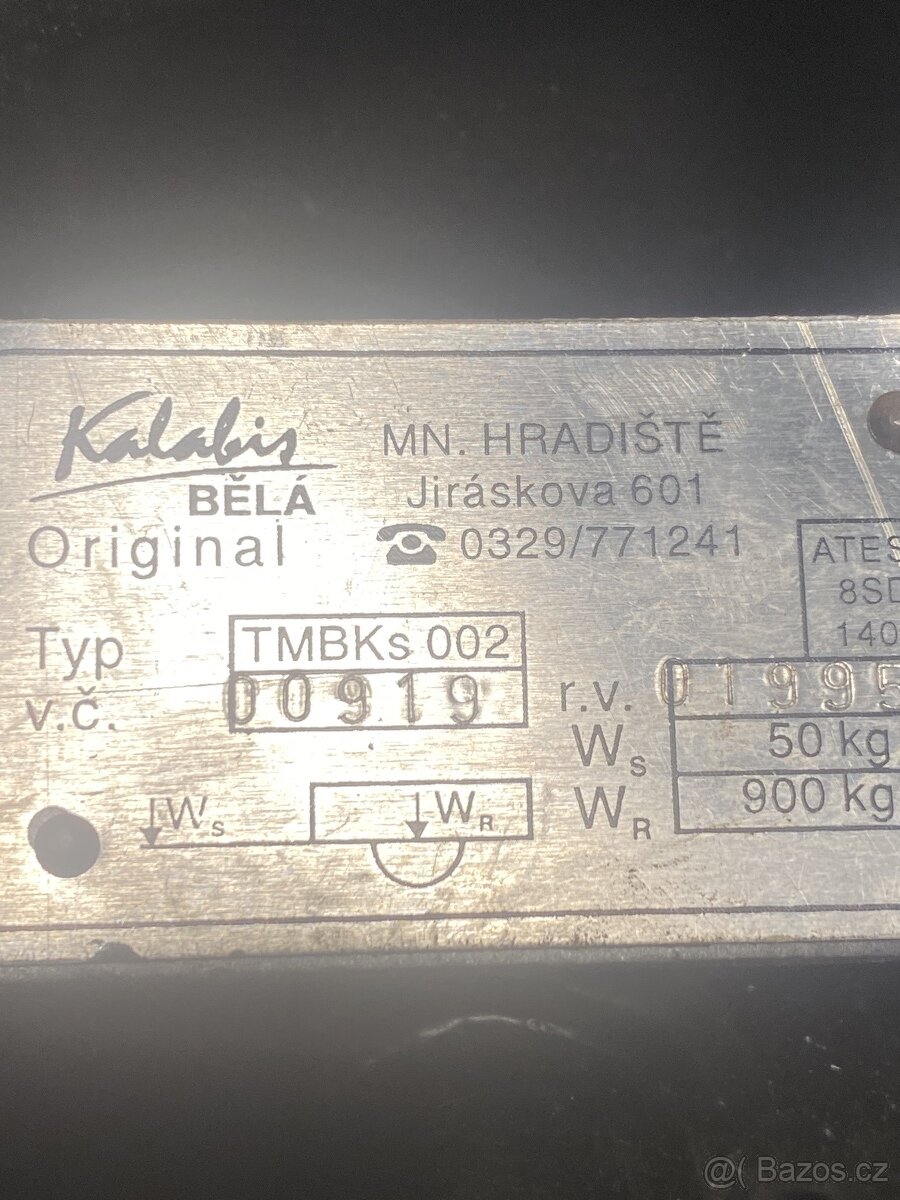 Kalabis
BĚLÁ
Original
MN. HRADIŠTĚ
Jiráskova 601
☎ 0329/771241
ATES
8SD
140
Typ TMBKs 002
v.č. 00919
r.v. 01995
Ws 50 kg
WR 900 kg
Ws
WR
@( Bazos.cz